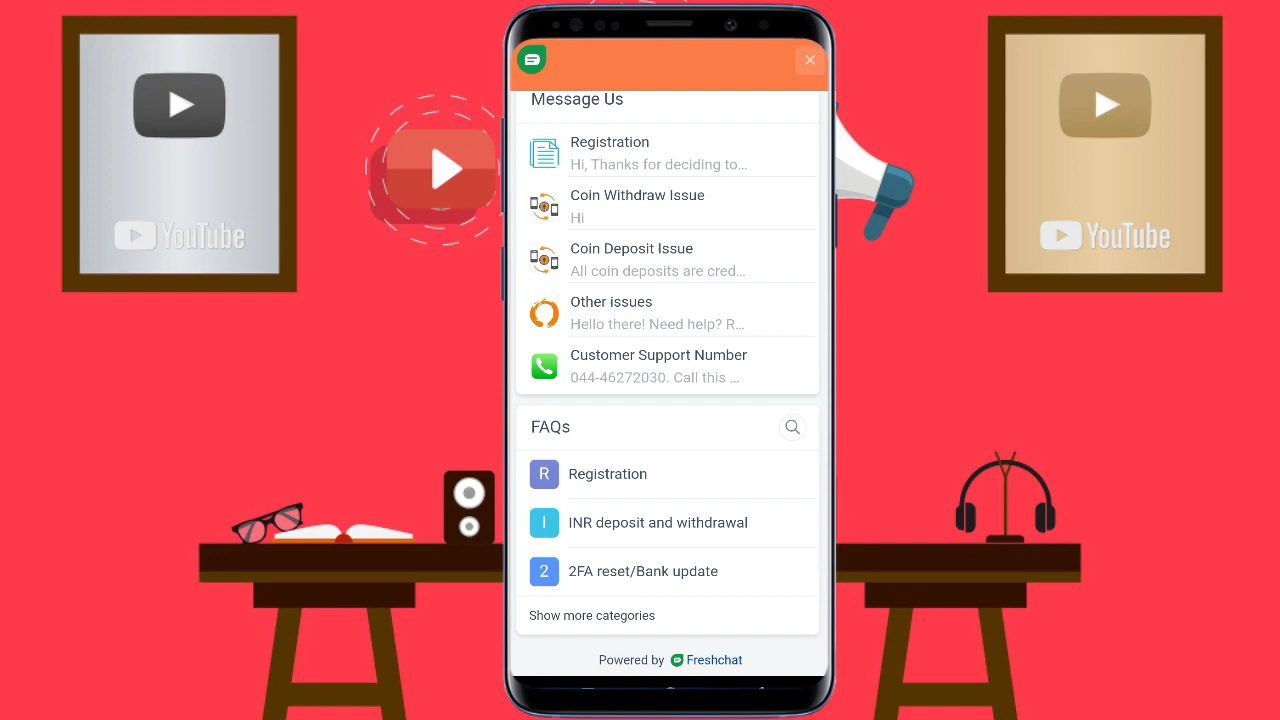 YouTube
Message Us
Registration
Hi, Thanks for deciding to...
Coin Withdraw Issue
Hi
Coin Deposit Issue
All coin deposits are cred...
Other issues
Hello there! Need help? R...
Customer Support Number
044-46272030. Call this ...
FAQs
R Registration
I INR deposit and withdrawal
2 2FA reset/Bank update
Show more categories
Powered by Freshchat
YouTube